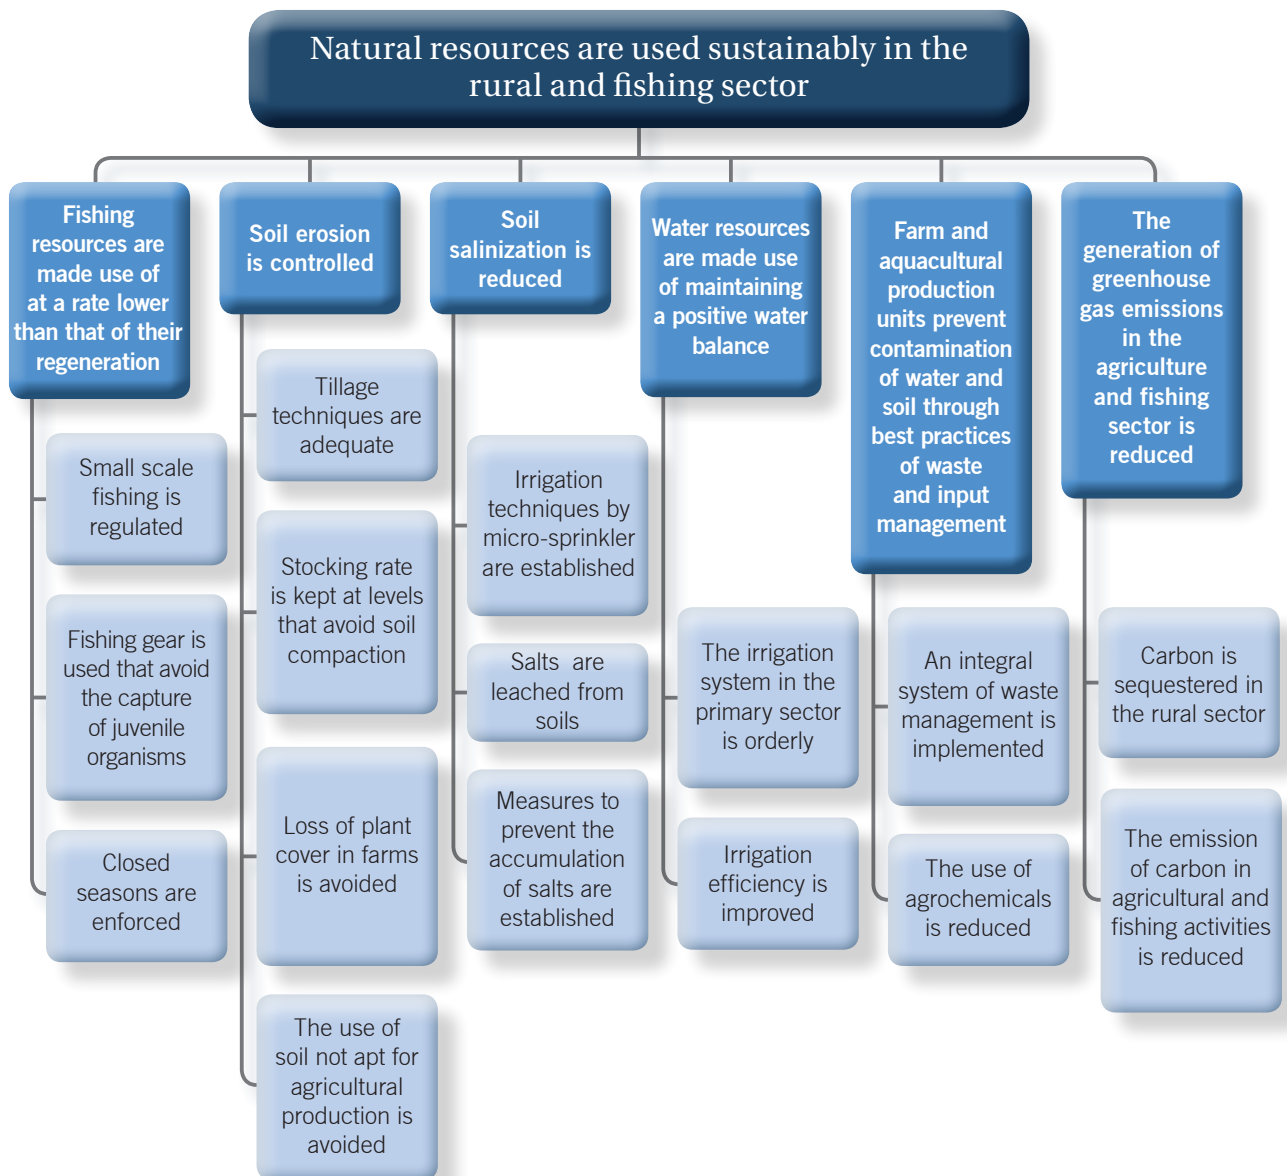 Natural resources are used sustainably in the
rural and fishing sector
Fishing
resources are
made use of
at a rate lower
than that of their
regeneration
Small scale
fishing is
regulated
Fishing gear is
used that avoid
the capture
of juvenile
organisms
Closed
seasons are
enforced
Soil erosion
is controlled
Tillage
techniques are
adequate
Stocking rate
is kept at levels
that avoid soil
compaction
Loss of plant
cover in farms
is avoided
The use of
soil not apt for
agricultural
production is
avoided
Soil
salinization is
reduced
Irrigation
techniques by
micro-sprinkler
are established
Salts are
leached from
soils
Measures to
prevent the
accumulation
of salts are
established
Water resources
are made use
of maintaining
a positive water
balance
The irrigation
system in the
primary sector
is orderly
Irrigation
efficiency is
improved
Farm and
aquacultural
production
units prevent
contamination
of water and
soil through
best practices
of waste
and input
management
An integral
system of waste
management is
implemented
The use of
agrochemicals
is reduced
The
generation of
greenhouse
gas emissions
in the
agriculture
and fishing
sector is
reduced
Carbon is
sequestered in
the rural sector
The emission
of carbon in
agricultural and
fishing activities
is reduced